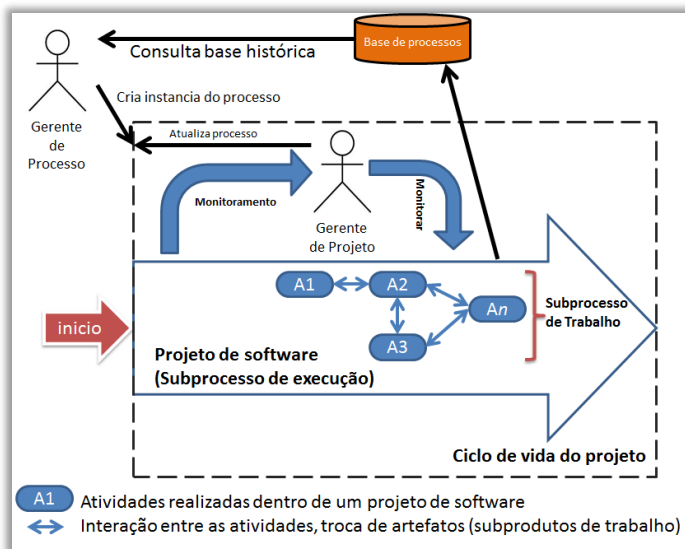 Base de processos
Consulta base histórica
Cria instancia do processo
Gerente
de
Processo
Atualiza processo
Monitoramento
Monitorar
Gerente
de Projeto
A1
A2
An
A3
Subprocesso
de Trabalho
inicio
Projeto de software
(Subprocesso de execução)
Ciclo de vida do projeto
A1
Atividades realizadas dentro de um projeto de software
Interação entre as atividades, troca de artefatos (subprodutos de trabalho)